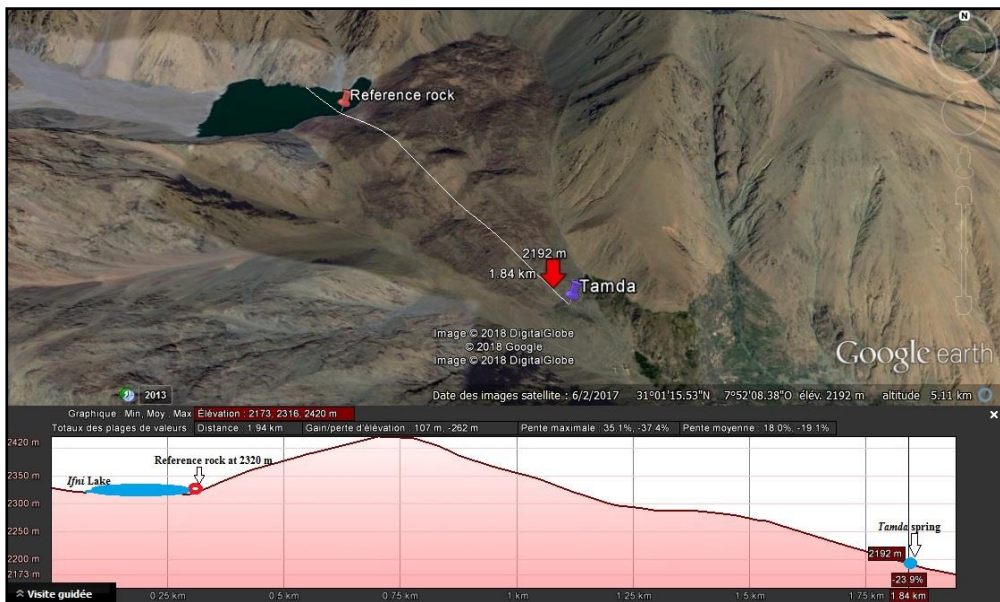 N
Reference rock
2192 m
1.84 km
Tamda
Image © 2018 DigitalGlobe
© 2018 Google
Image © 2018 DigitalGlobe
Google earth
2013
Date des images satellite : 6/2/2017 31°01'15.53"N 7°52'08.38"O élév. 2192 m altitude 5.11 km
Graphique : Min, Moy , Max Élévation : 2173, 2316, 2420 m
Totaux des plages de valeurs Distance : 1.94 km Gain/perte d'élévation : 107 m, -262 m Pente maximale : 35.1%, -37.4% Pente moyenne : 18.0%, -19.1%
2420 m
Reference rock at 2320 m
Ifni Lake
2350 m
2300 m
2250 m
Tamda spring
2200 m
2192 m
2173 m
-23.9%
Visite guidée
0.25 km 0.5 km 0.75 km 1 km 1.25 km 1.5 km 1.75 km 1.84 km